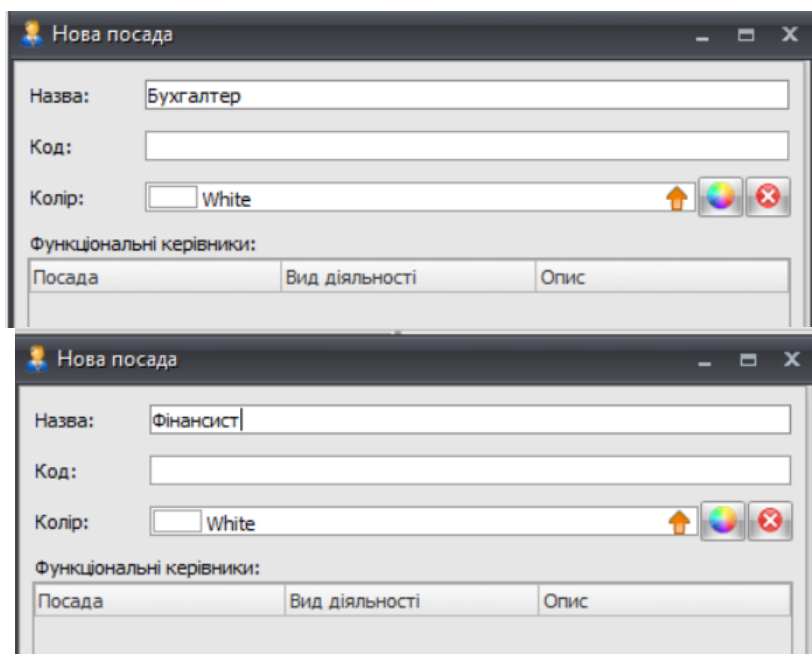 Нова посада
Назва: Бухгалтер
Код:
Колір: White
Функціональні керівники:
Посада Вид діяльності Опис
Нова посада
Назва: Фінансист
Код:
Колір: White
Функціональні керівники:
Посада Вид діяльності Опис